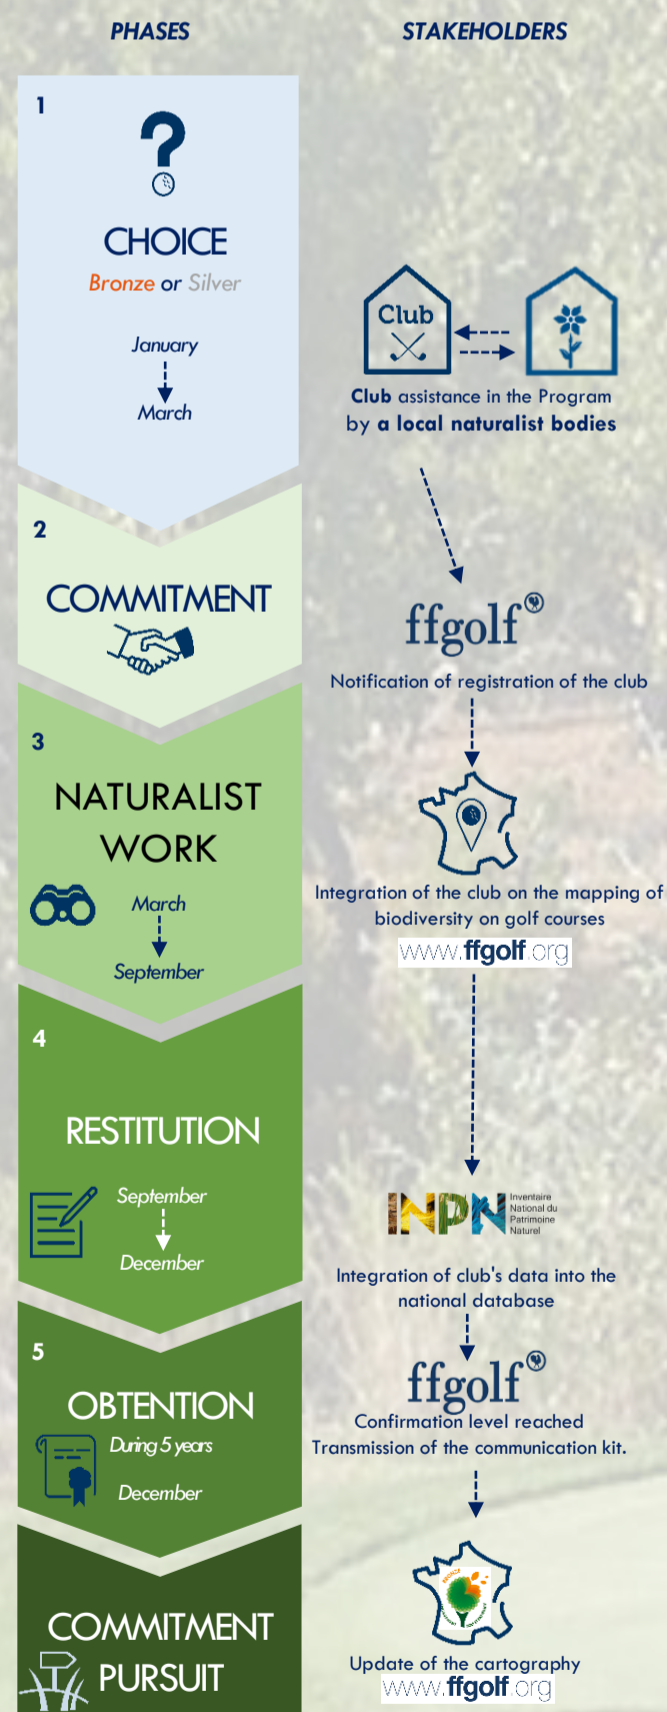 PHASES
STAKEHOLDERS
1
CHOICE
Bronze or Silver
January
March
Club
Club assistance in the Program
by a local naturalist bodies
2
COMMITMENT
ffgolf
Notification of registration of the club
3
NATURALIST
WORK
March
September
Integration of the club on the mapping of
biodiversity on golf courses
www.ffgolf.org
4
RESTITUTION
September
December
INPN
Inventaire
National du
Patrimoine
Naturel
Integration of club's data into the
national database
5
OBTENTION
During 5 years
December
ffgolf
Confirmation level reached
Transmission of the communication kit.
COMMITMENT
PURSUIT
BRONZE
Update of the cartography
www.ffgolf.org